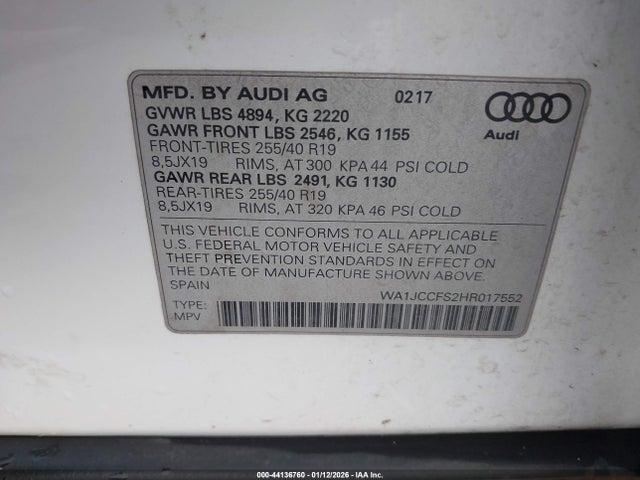 MFD. BY AUDI AG 0217
GVWR LBS 4894, KG 2220
GAWR FRONT LBS 2546, KG 1155
FRONT-TIRES 255/40 R19
8,5JX19 RIMS, AT 300 KPA 44 PSI COLD
GAWR REAR LBS 2491, KG 1130
REAR-TIRES 255/40 R19
8,5JX19 RIMS, AT 320 KPA 46 PSI COLD
Audi
THIS VEHICLE CONFORMS TO ALL APPLICABLE
U.S. FEDERAL MOTOR VEHICLE SAFETY AND
THEFT PREVENTION STANDARDS IN EFFECT ON
THE DATE OF MANUFACTURE SHOWN ABOVE.
SPAIN
WA1JCCFS2HR017552
TYPE:
MPV
000-44136760 - 01/12/2026 - IAA Inc.